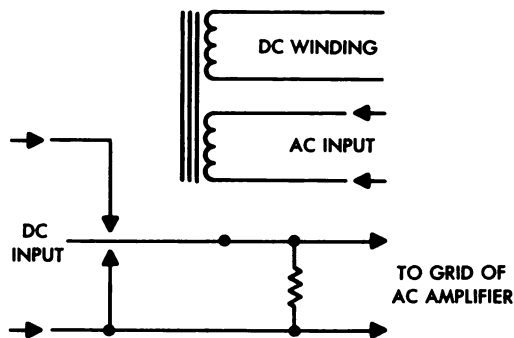 DC WINDING
AC INPUT
DC
INPUT
TO GRID OF
AC AMPLIFIER